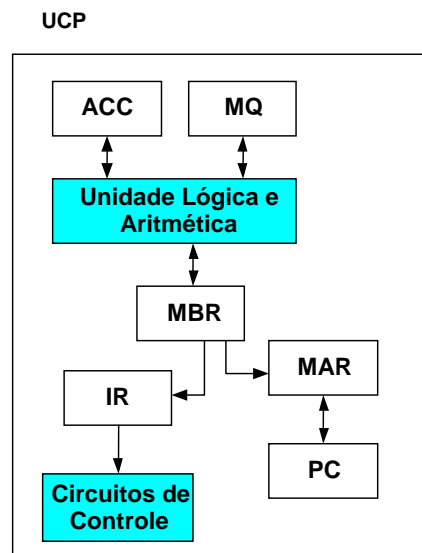 UCP
ACC
MQ
Unidade Lógica e
Aritmética
MBR
MAR
IR
PC
Circuitos de
Controle